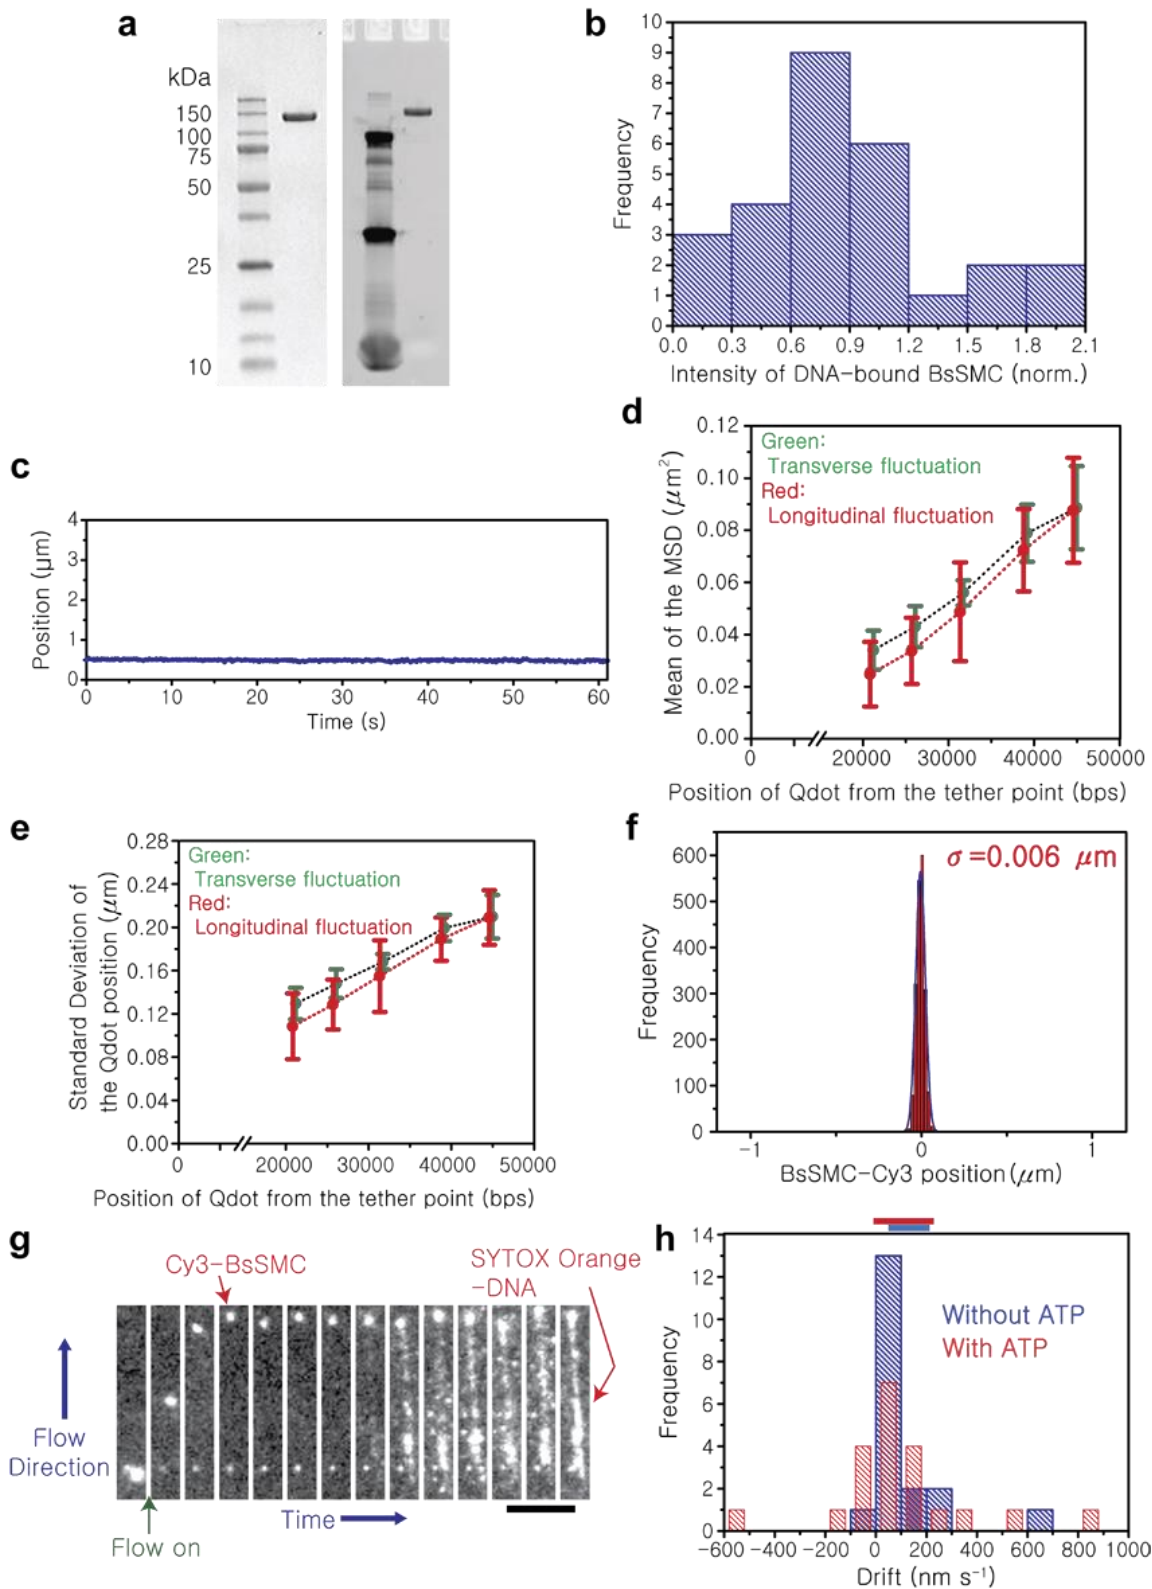 a
kDa
150
100
75
50
25
10
b
Frequency
10
9
8
7
6
5
4
3
2
1
0
0.0 0.3 0.6 0.9 1.2 1.5 1.8 2.1
Intensity of DNA-bound BsSMC (norm.)
c
Position (μm)
4
3
2
1
0
0 10 20 30 40 50 60
Time (s)
d
Mean of the MSD (μm²)
0.12
0.10
0.08
0.06
0.04
0.02
0.00
Green:
Transverse fluctuation
Red:
Longitudinal fluctuation
0 20000 30000 40000 50000
Position of Qdot from the tether point (bps)
e
Standard Deviation of
the Qdot position (μm)
0.28
0.24
0.20
0.16
0.12
0.08
0.04
0.00
Green:
Transverse fluctuation
Red:
Longitudinal fluctuation
0 20000 30000 40000 50000
Position of Qdot from the tether point (bps)
f
Frequency
600
500
400
300
200
100
0
σ=0.006 μm
-1 0 1
BsSMC-Cy3 position(μm)
g
Cy3-BsSMC
SYTOX Orange
-DNA
Flow
Direction
Time
Flow on
h
Frequency
14
12
10
8
6
4
2
0
Without ATP
With ATP
-600 -400 -200 0 200 400 600 800 1000
Drift (nm s⁻¹)